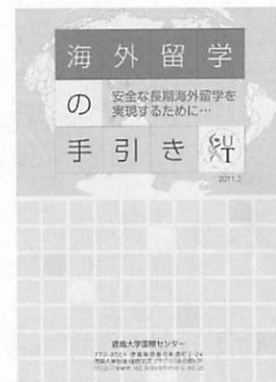 海外留学
の
安全な長期海外留学を
実現するために…
手引き
2011.3
徳島大学国際センター